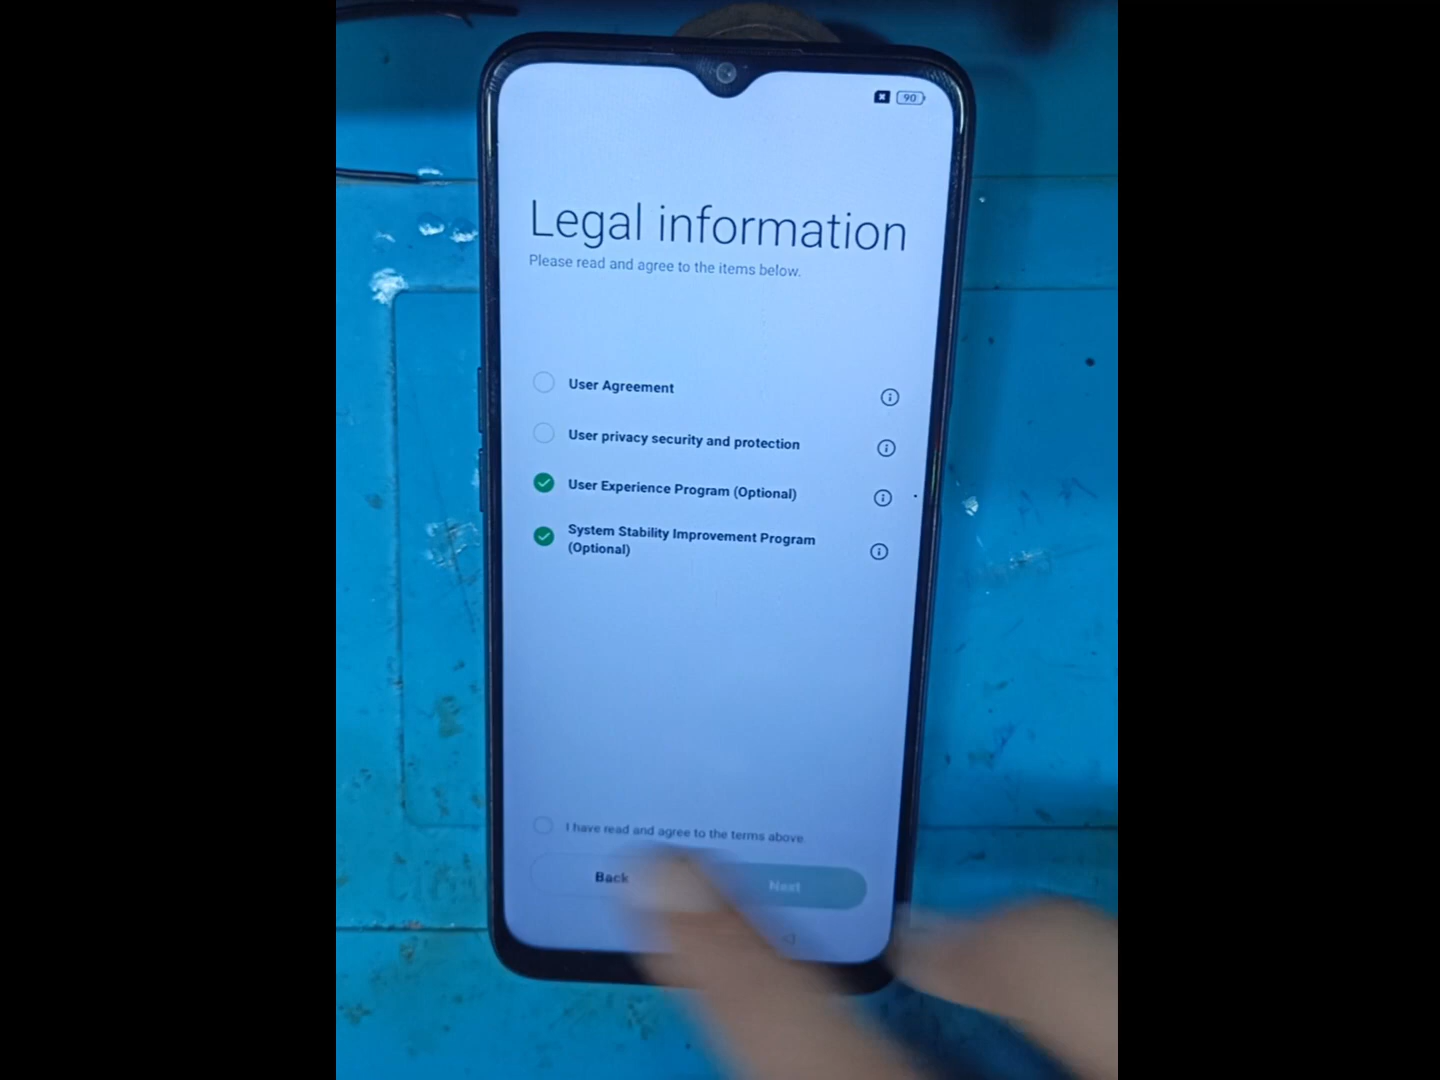 90
Legal information
Please read and agree to the items below.
User Agreement
User privacy security and protection
User Experience Program (Optional)
System Stability Improvement Program
(Optional)
I have read and agree to the terms above
Back
Next